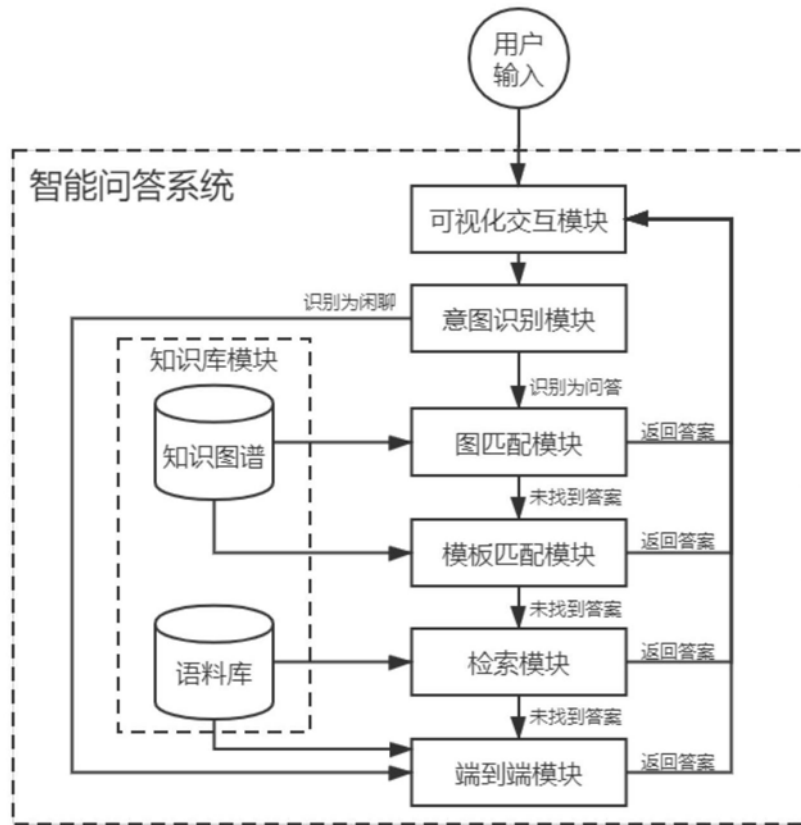 用户
输入
智能问答系统
可视化交互模块
识别为闲聊
意图识别模块
知识库模块
识别为问答
知识图谱
图匹配模块
返回答案
未找到答案
模板匹配模块
返回答案
未找到答案
语料库
检索模块
返回答案
未找到答案
端到端模块
返回答案